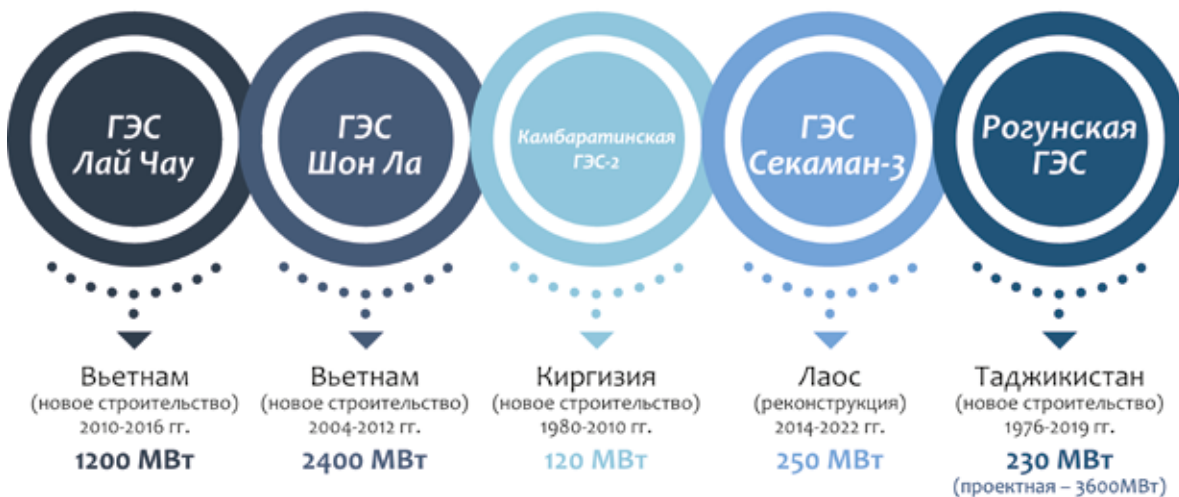 ГЭС
Лай Чау
ГЭС
Шон Ла
Камбаратинская
ГЭС-2
ГЭС
Секаман-3
Рогунская
ГЭС
Вьетнам
(новое строительство)
2010-2016 гг.
1200 МВт
Вьетнам
(новое строительство)
2004-2012 гг.
2400 МВт
Киргизия
(новое строительство)
1980-2010 гг.
120 МВт
Лаос
(реконструкция)
2014-2022 гг.
250 МВт
Таджикистан
(новое строительство)
1976-2019 гг.
230 МВт
(проектная – 3600МВт)